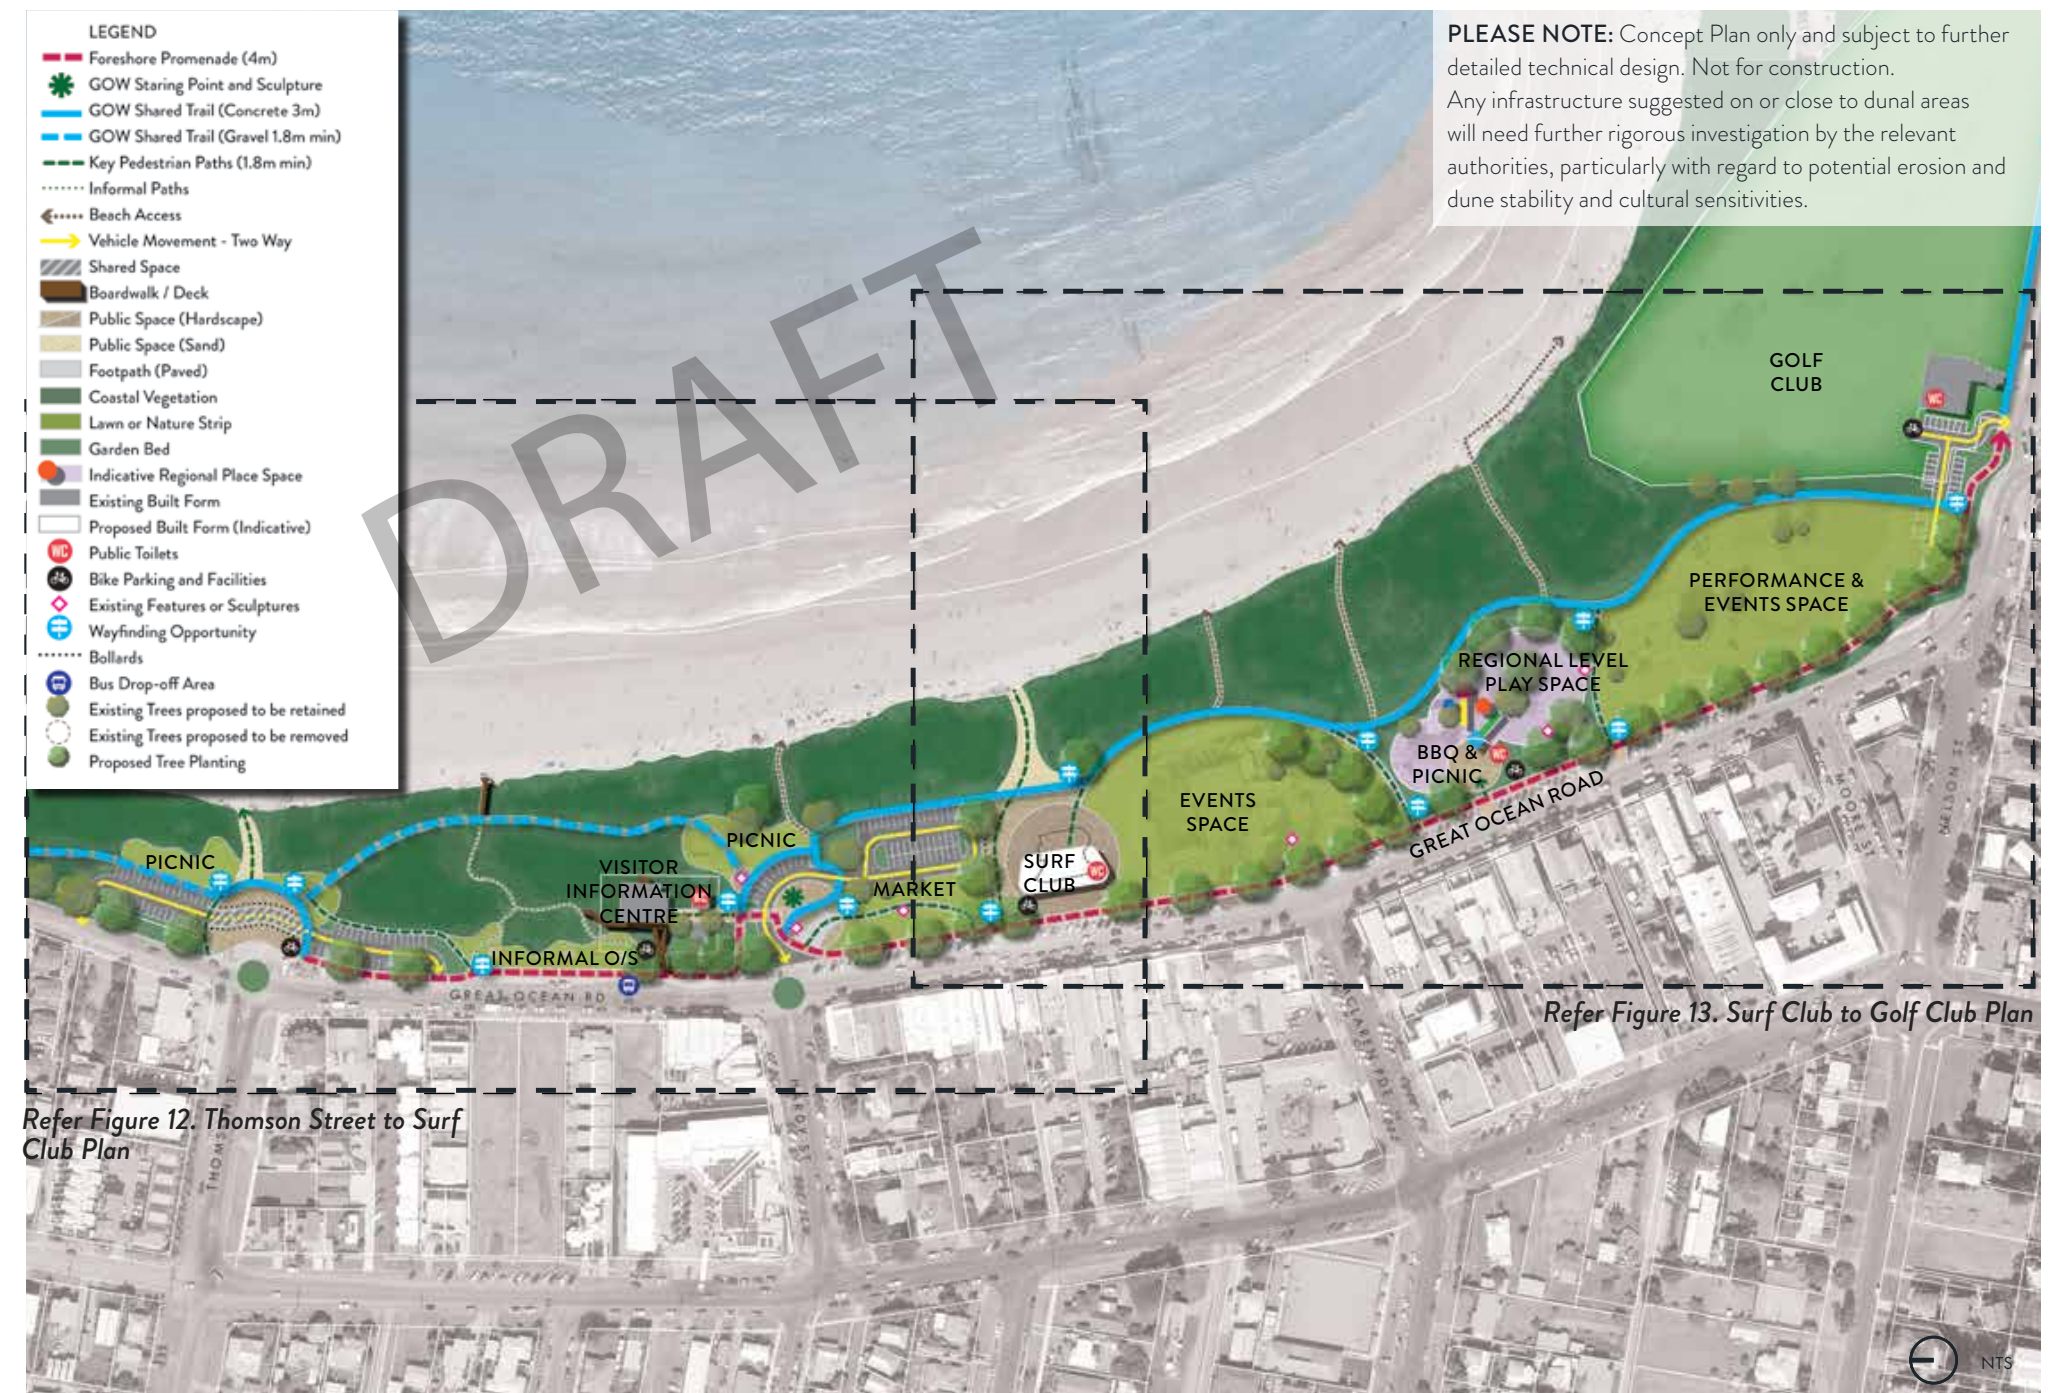 LEGEND
Foreshore Promenade (4m)
GOW Staring Point and Sculpture
GOW Shared Trail (Concrete 3m)
GOW Shared Trail (Gravel 1.8m min)
Key Pedestrian Paths (1.8m min)
Informal Paths
Beach Access
Vehicle Movement - Two Way
Shared Space
Boardwalk / Deck
Public Space (Hardscape)
Public Space (Sand)
Footpath (Paved)
Coastal Vegetation
Lawn or Nature Strip
Garden Bed
Indicative Regional Place Space
Existing Built Form
Proposed Built Form (Indicative)
WC Public Toilets
Bike Parking and Facilities
Existing Features or Sculptures
Wayfinding Opportunity
Bollards
Bus Drop-off Area
Existing Trees proposed to be retained
Existing Trees proposed to be removed
Proposed Tree Planting
PLEASE NOTE: Concept Plan only and subject to further
detailed technical design. Not for construction.
Any infrastructure suggested on or close to dunal areas
will need further rigorous investigation by the relevant
authorities, particularly with regard to potential erosion and
dune stability and cultural sensitivities.
DRAFT
GOLF
CLUB
WC
PERFORMANCE &
EVENTS SPACE
REGIONAL LEVEL
PLAY SPACE
BBQ &
PICNIC
WC
GREAT OCEAN ROAD
EVENTS
SPACE
SURF
CLUB
WC
MARKET
PICNIC
VISITOR
INFORMATION
CENTRE
PICNIC
INFORMAL O/S
GREAT OCEAN RD
Refer Figure 13. Surf Club to Golf Club Plan
Refer Figure 12. Thomson Street to Surf
Club Plan
NTS